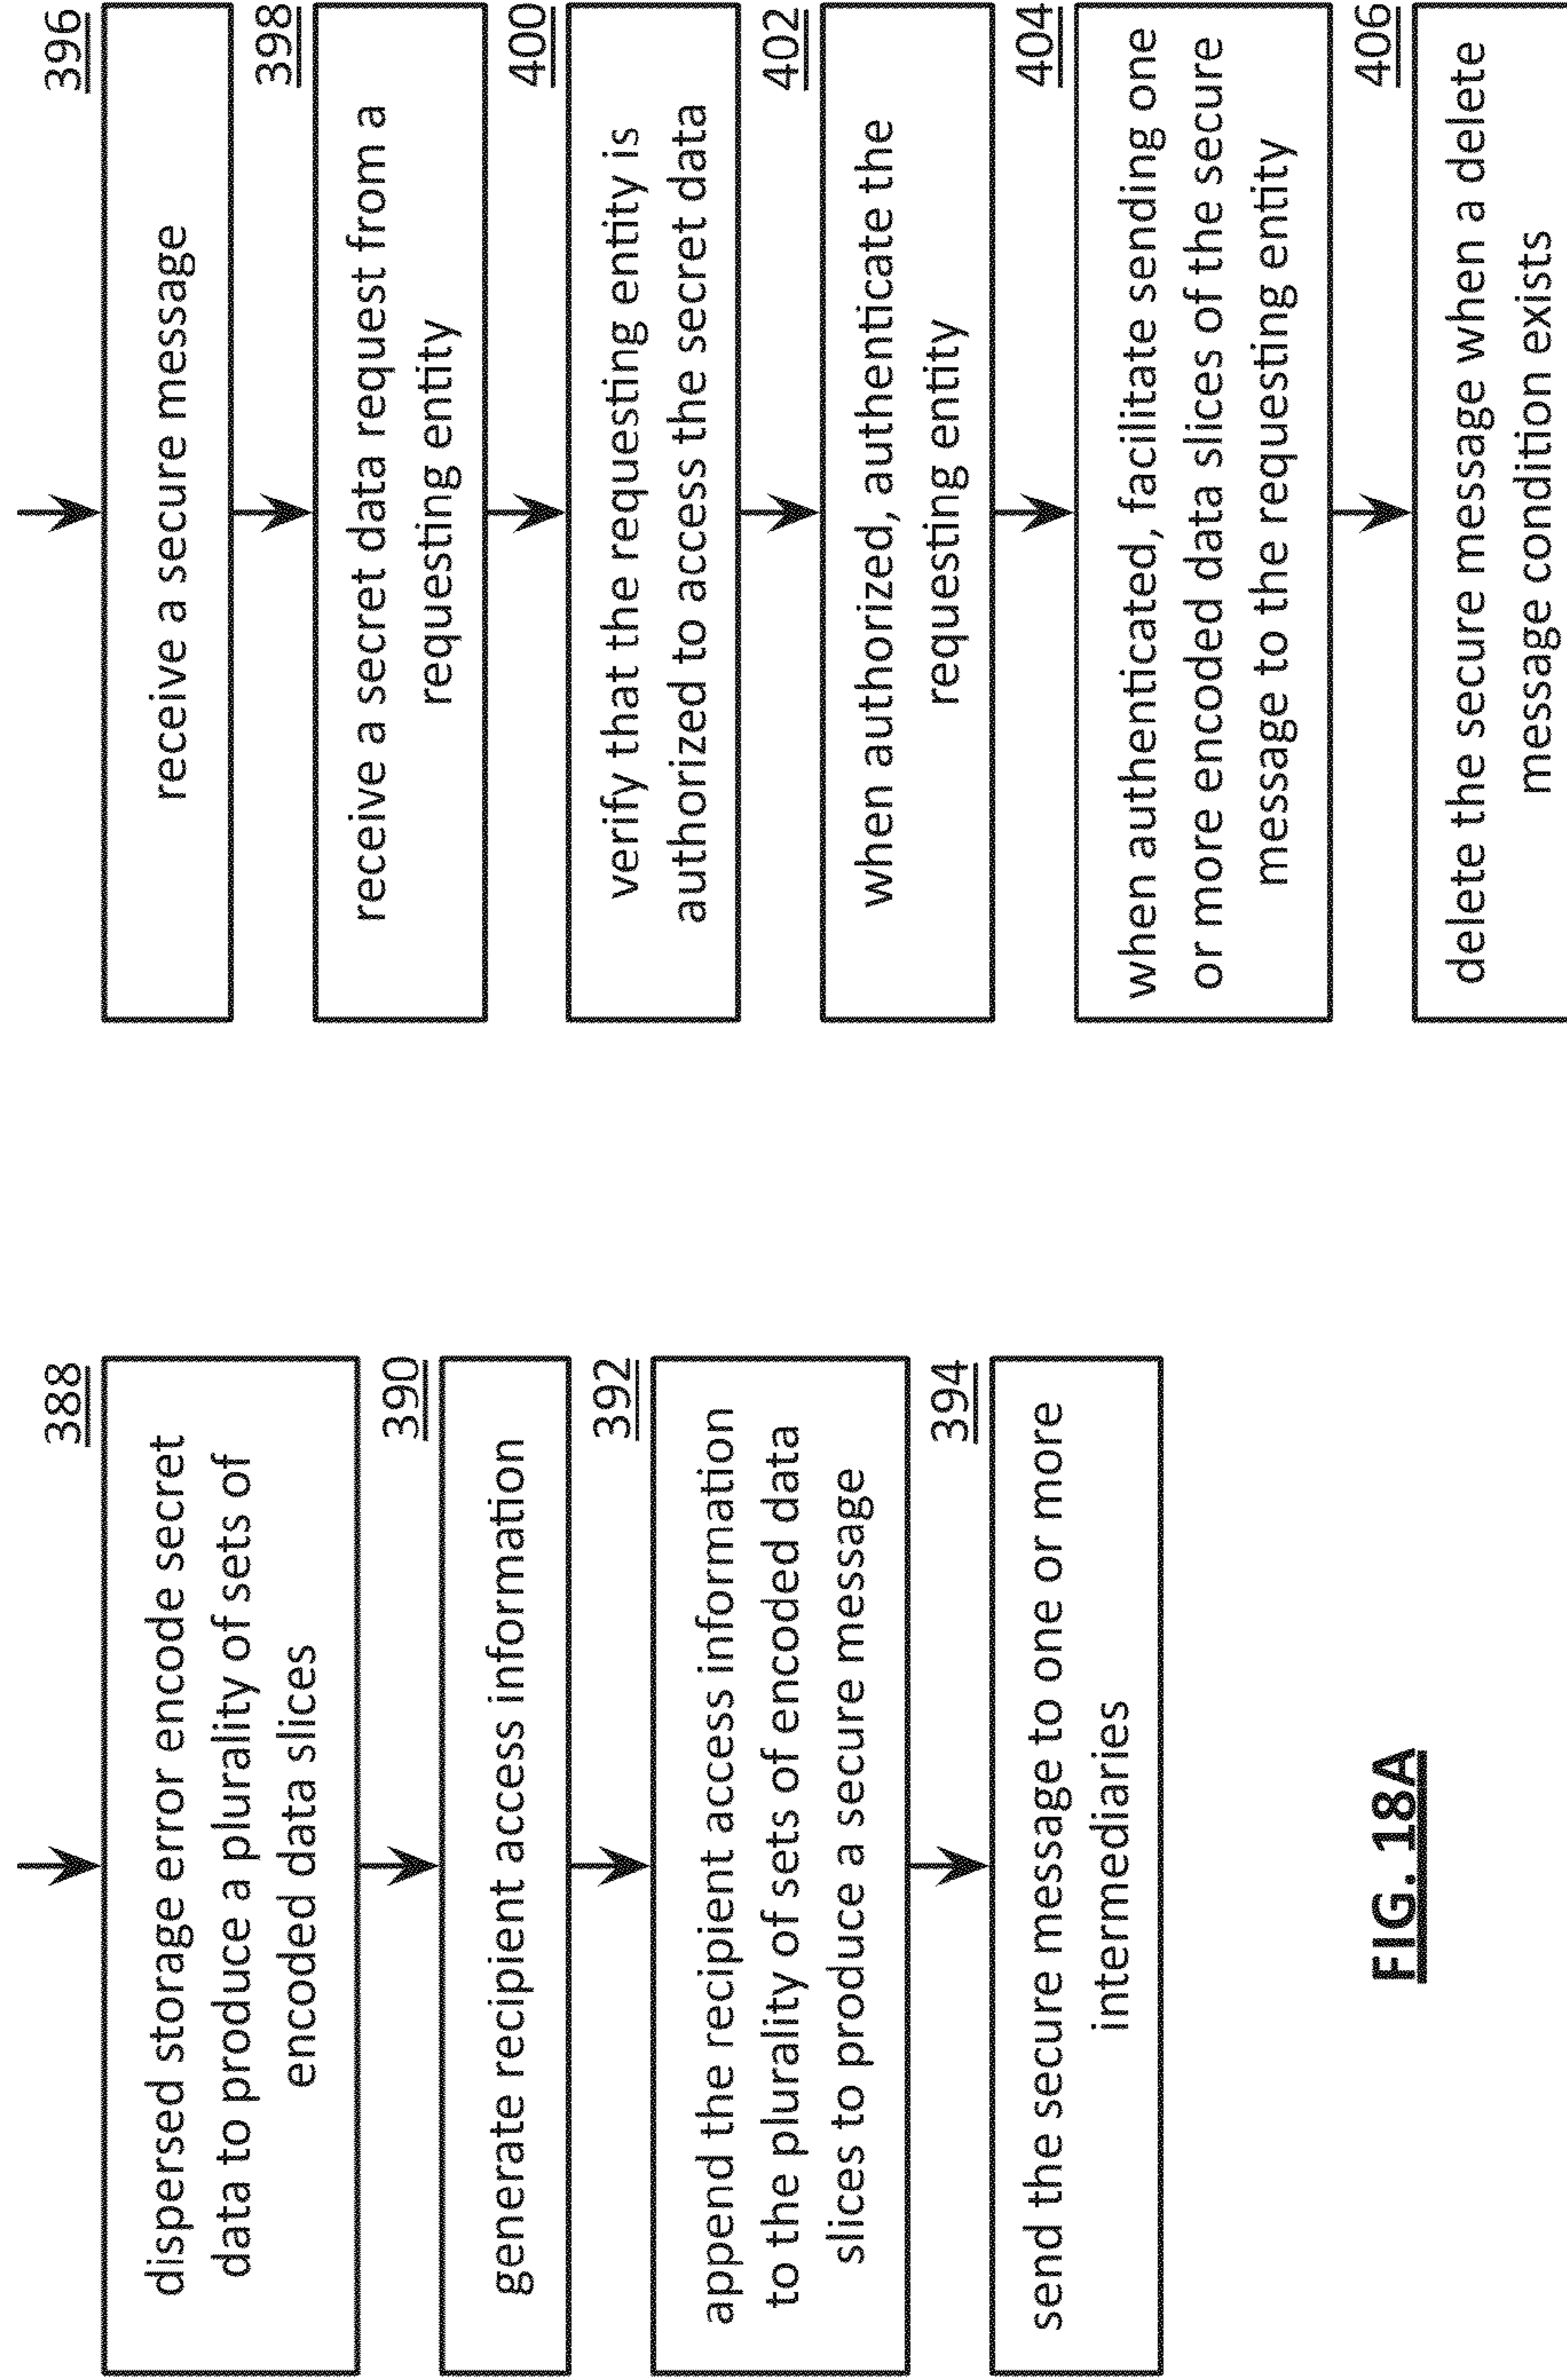 388
dispersed storage error encode secret
data to produce a plurality of sets of
encoded data slices
390
generate recipient access information
392
append the recipient access information
to the plurality of sets of encoded data
slices to produce a secure message
394
send the secure message to one or more
intermediaries
FIG. 18A
396
receive a secure message
398
receive a secret data request from a
requesting entity
400
verify that the requesting entity is
authorized to access the secret data
402
when authorized, authenticate the
requesting entity
404
when authenticated, facilitate sending one
or more encoded data slices of the secure
message to the requesting entity
406
delete the secure message when a delete
message condition exists